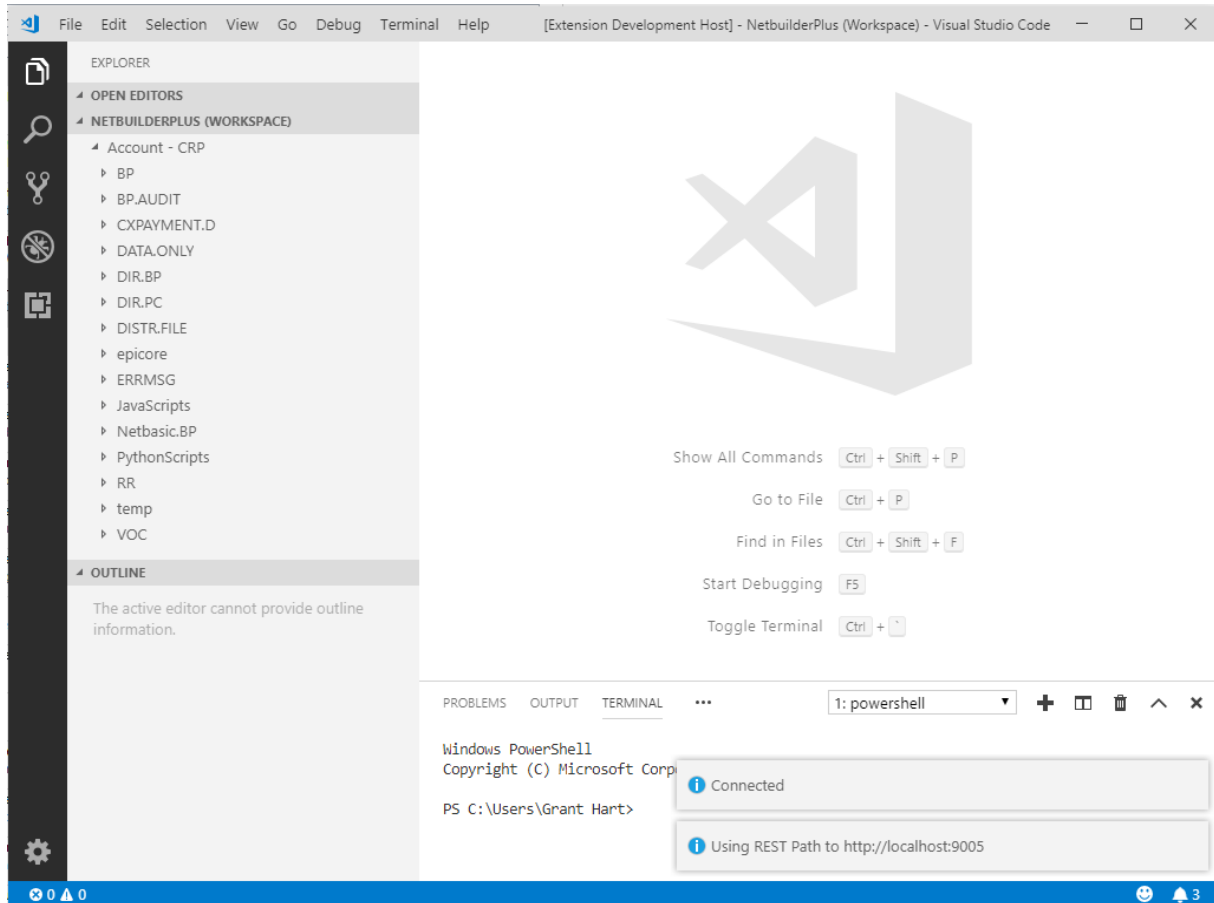 File Edit Selection View Go Debug Terminal Help [Extension Development Host] - NetbuilderPlus (Workspace) - Visual Studio Code
EXPLORER
OPEN EDITORS
NETBUILDERPLUS (WORKSPACE)
Account - CRP
BP
BP.AUDIT
CXPAYMENT.D
DATA.ONLY
DIR.BP
DIR.PC
DISTR.FILE
epicore
ERRMSG
JavaScripts
Netbasic.BP
PythonScripts
RR
temp
VOC
OUTLINE
The active editor cannot provide outline
information.
Show All Commands Ctrl + Shift + P
Go to File Ctrl + P
Find in Files Ctrl + Shift + F
Start Debugging F5
Toggle Terminal Ctrl + `
PROBLEMS OUTPUT TERMINAL ••• 1: powershell
Windows PowerShell
Copyright (C) Microsoft Corp
PS C:\Users\Grant Hart>
Connected
Using REST Path to http://localhost:9005
0 0 3